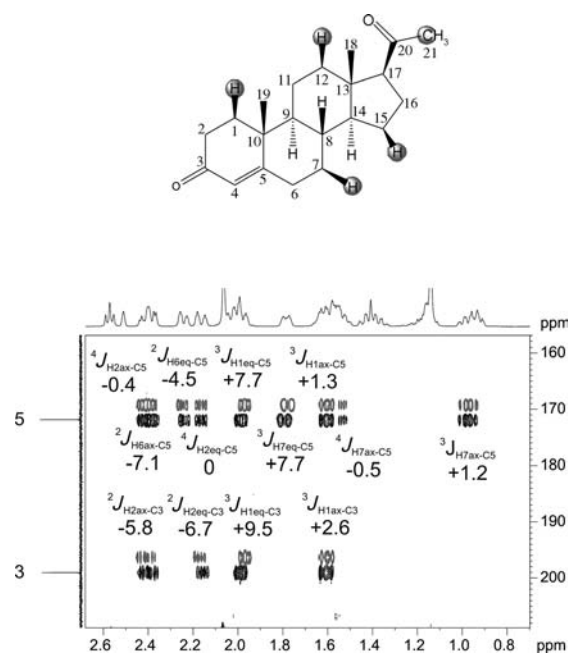 O
H 18 20 CH3
21
12 17
H 11 13 16
19 14 15
2 1 9 H 8
10 H H
3 5 7
O 4 6 H
ppm
4JH2ax-C5 2JH6eq-C5 3JH1eq-C5 3JH1ax-C5
-0.4 -4.5 +7.7 +1.3
160
170
5
2JH6ax-C5 4JH2eq-C5 3JH7eq-C5 4JH7ax-C5 3JH7ax-C5
-7.1 0 +7.7 -0.5 +1.2
180
2JH2ax-C3 2JH2eq-C3 3JH1eq-C3 3JH1ax-C3
-5.8 -6.7 +9.5 +2.6
190
3
200
2.6 2.4 2.2 2.0 1.8 1.6 1.4 1.2 1.0 0.8 ppm